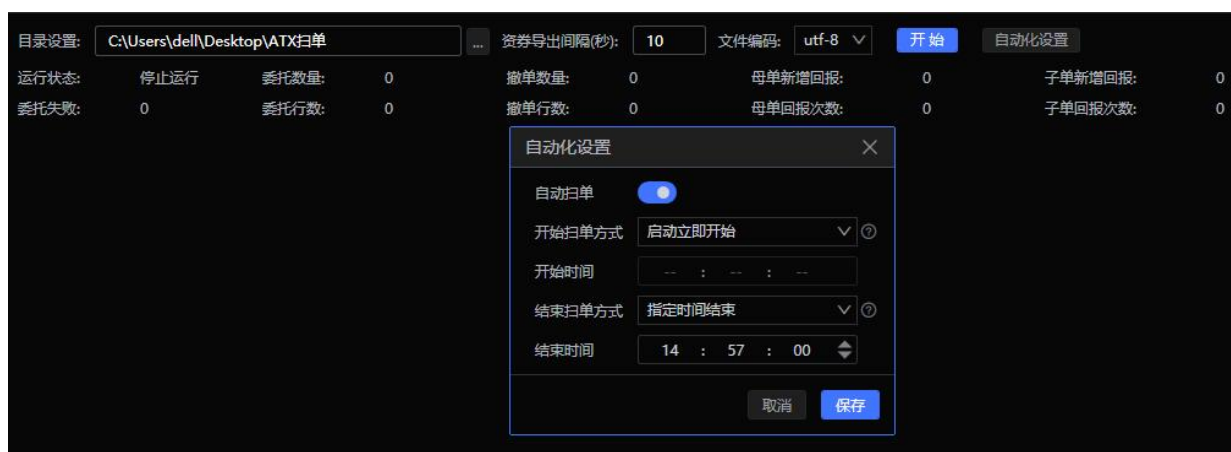 目录设置: C:\Users\dell\Desktop\ATX扫单 ... 资券导出间隔(秒): 10 文件编码: utf-8 开始 自动化设置
运行状态: 停止运行 委托数量: 0 撤单数量: 0 母单新增回报: 0 子单新增回报: 0
委托失败: 0 委托行数: 0 撤单行数: 0 母单回报次数: 0 子单回报次数: 0
自动化设置
自动扫单
开始扫单方式 启动立即开始 ?
开始时间 -- : -- : --
结束扫单方式 指定时间结束 ?
结束时间 14 : 57 : 00
取消 保存